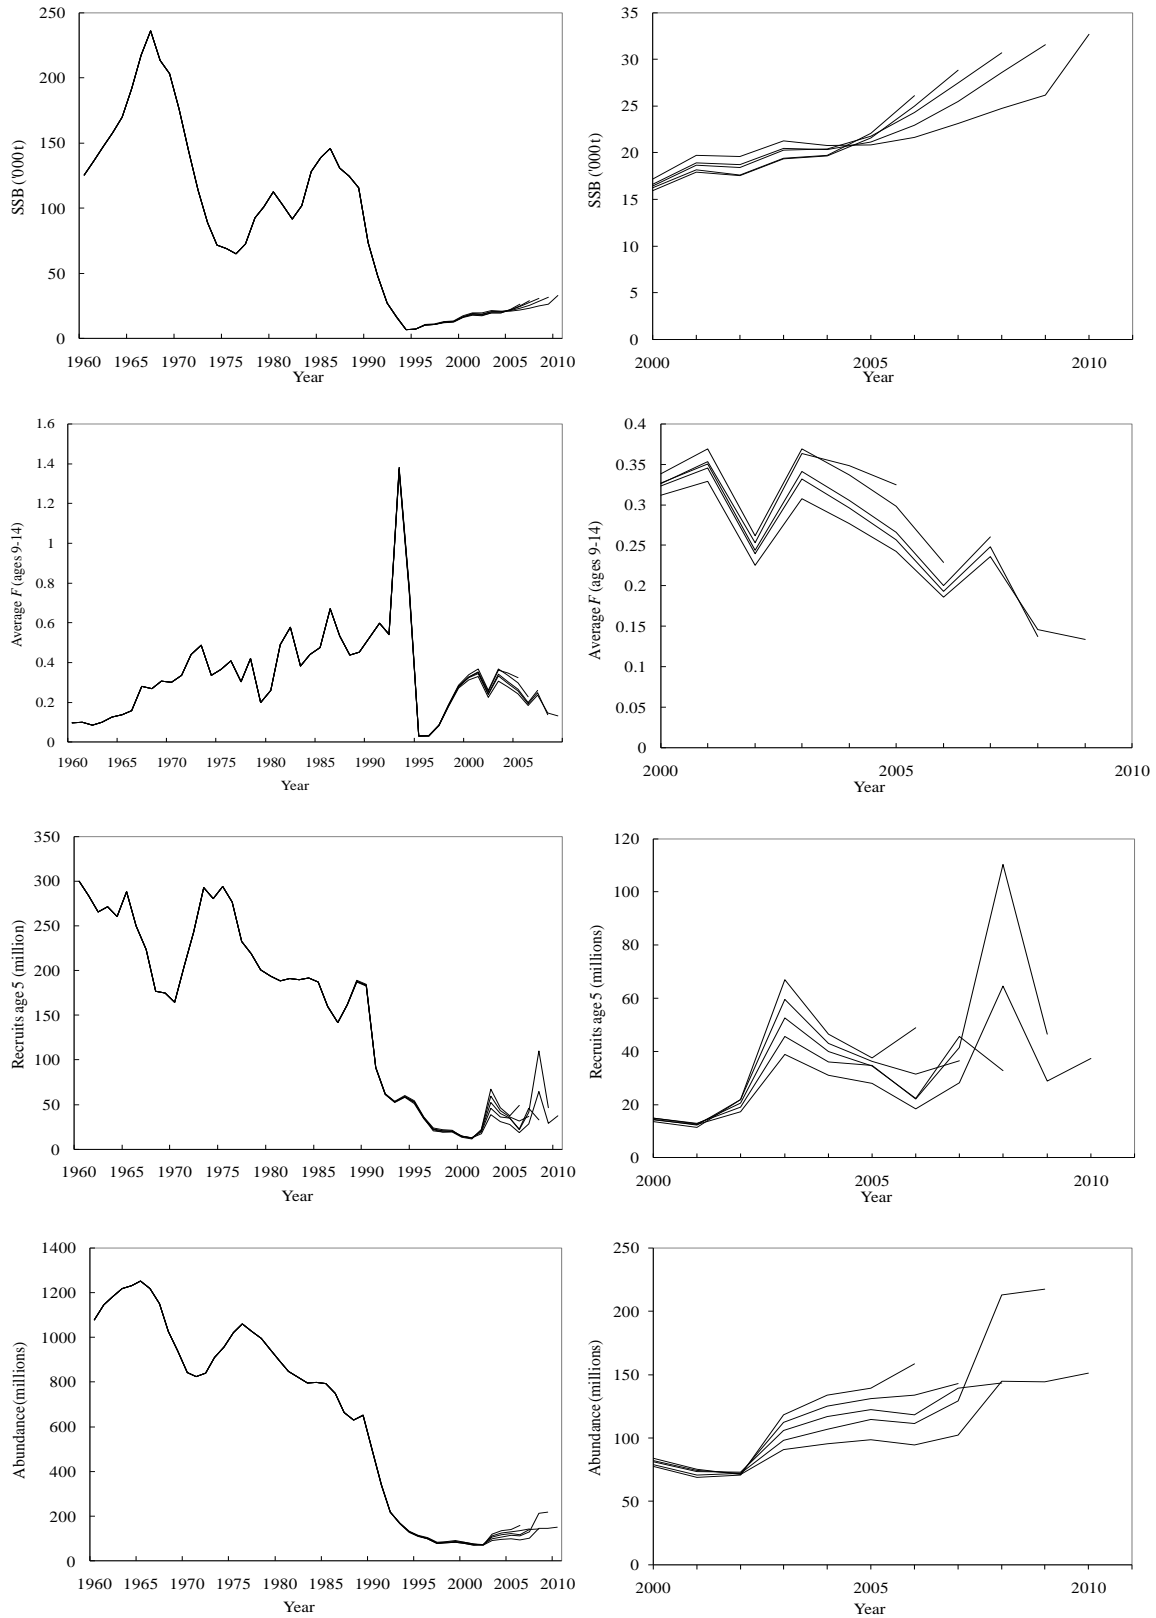 250
200
150
100
50
0
SSB ('000 t)
1960 1965 1970 1975 1980 1985 1990 1995 2000 2005 2010
Year
35
30
25
20
15
10
5
0
SSB ('000 t)
2000 2005 2010
Year
1.6
1.4
1.2
1
0.8
0.6
0.4
0.2
0
Average F (ages 9-14)
1960 1965 1970 1975 1980 1985 1990 1995 2000 2005
Year
0.4
0.35
0.3
0.25
0.2
0.15
0.1
0.05
0
Average F (ages 9-14)
2000 2005 2010
Year
350
300
250
200
150
100
50
0
Recruits age 5 (million)
1960 1965 1970 1975 1980 1985 1990 1995 2000 2005 2010
Year
120
100
80
60
40
20
0
Recruits age 5 (millions)
2000 2005 2010
Year
1400
1200
1000
800
600
400
200
0
Abundance (millions)
1960 1965 1970 1975 1980 1985 1990 1995 2000 2005 2010
Year
250
200
150
100
50
0
Abundance (millions)
2000 2005 2010
Year